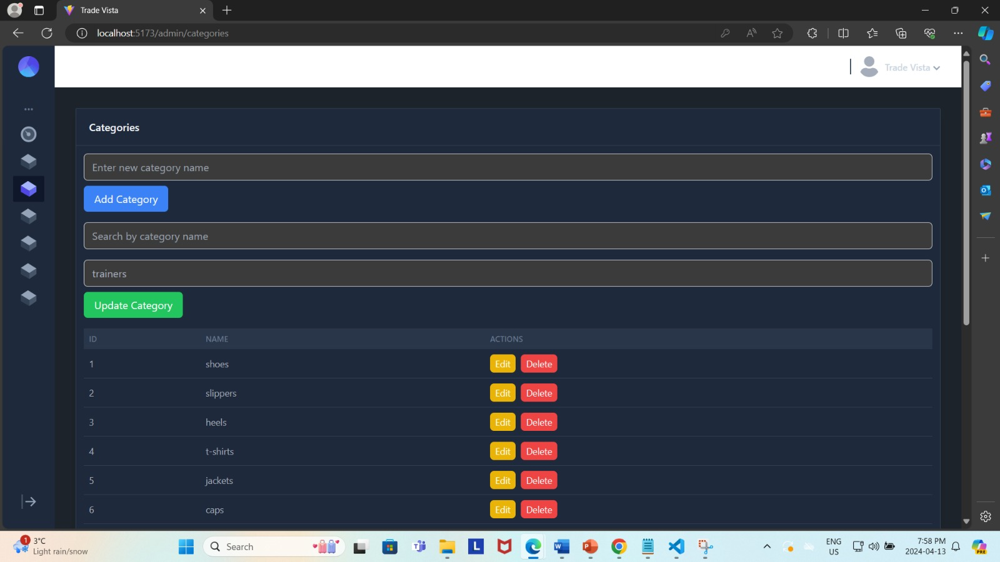 Trade Vista
localhost:5173/admin/categories
Trade Vista
Categories
Enter new category name
Add Category
Search by category name
trainers
Update Category
ID NAME ACTIONS
1 shoes Edit Delete
2 slippers Edit Delete
3 heels Edit Delete
4 t-shirts Edit Delete
5 jackets Edit Delete
6 caps Edit Delete
1 3°C
Light rain/snow
Search
L
ENG
US
7:58 PM
2024-04-13
PRE